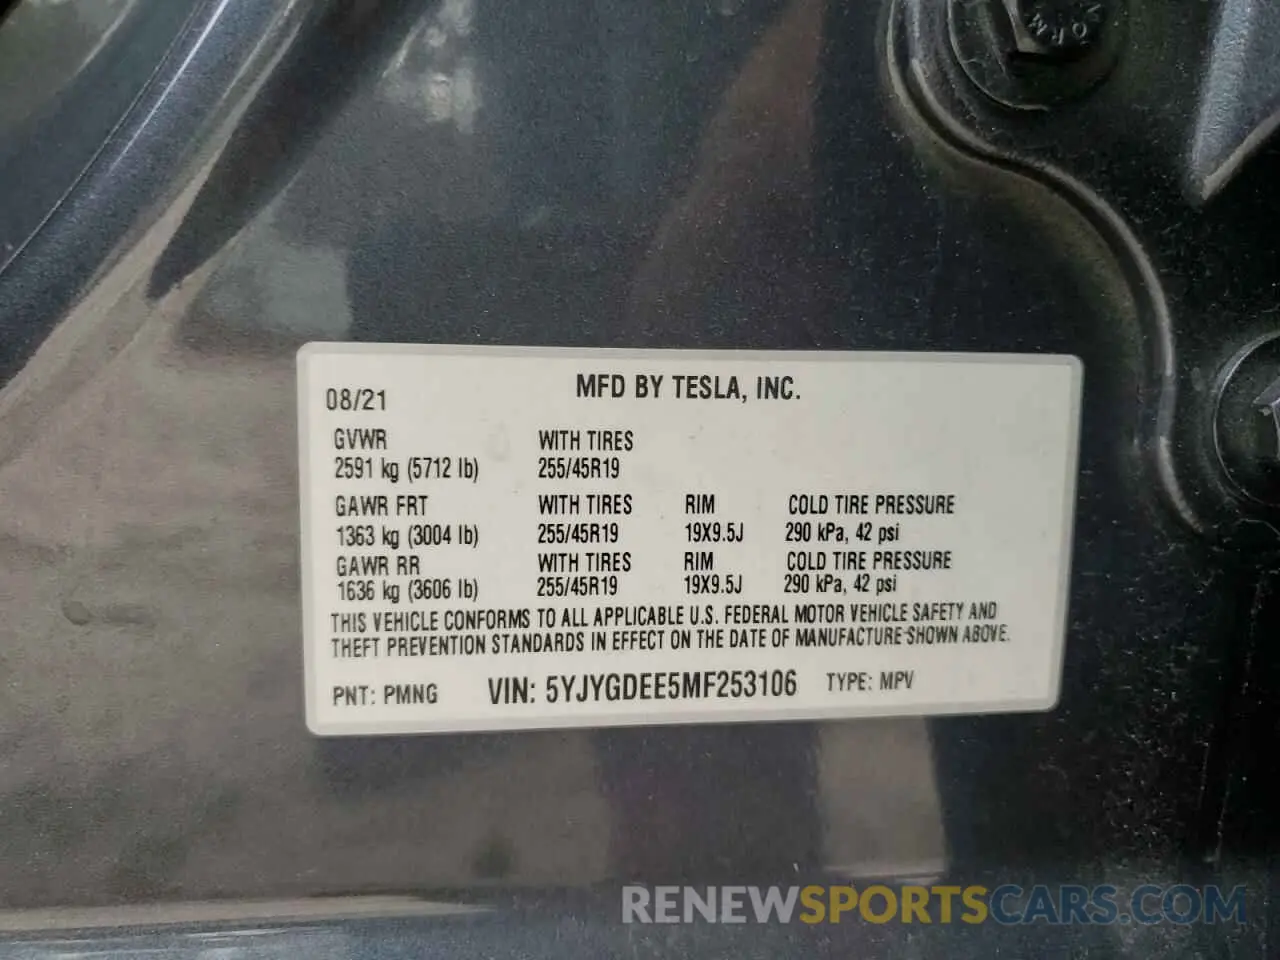 08/21 MFD BY TESLA, INC.
GVWR WITH TIRES
2591 kg (5712 lb) 255/45R19
GAWR FRT WITH TIRES RIM COLD TIRE PRESSURE
1363 kg (3004 lb) 255/45R19 19X9.5J 290 kPa, 42 psi
GAWR RR WITH TIRES RIM COLD TIRE PRESSURE
1636 kg (3606 lb) 255/45R19 19X9.5J 290 kPa, 42 psi
THIS VEHICLE CONFORMS TO ALL APPLICABLE U.S. FEDERAL MOTOR VEHICLE SAFETY AND
THEFT PREVENTION STANDARDS IN EFFECT ON THE DATE OF MANUFACTURE SHOWN ABOVE.
PNT: PMNG VIN: 5YJYGDEE5MF253106 TYPE: MPV
RENEWSPORTSCARS.COM